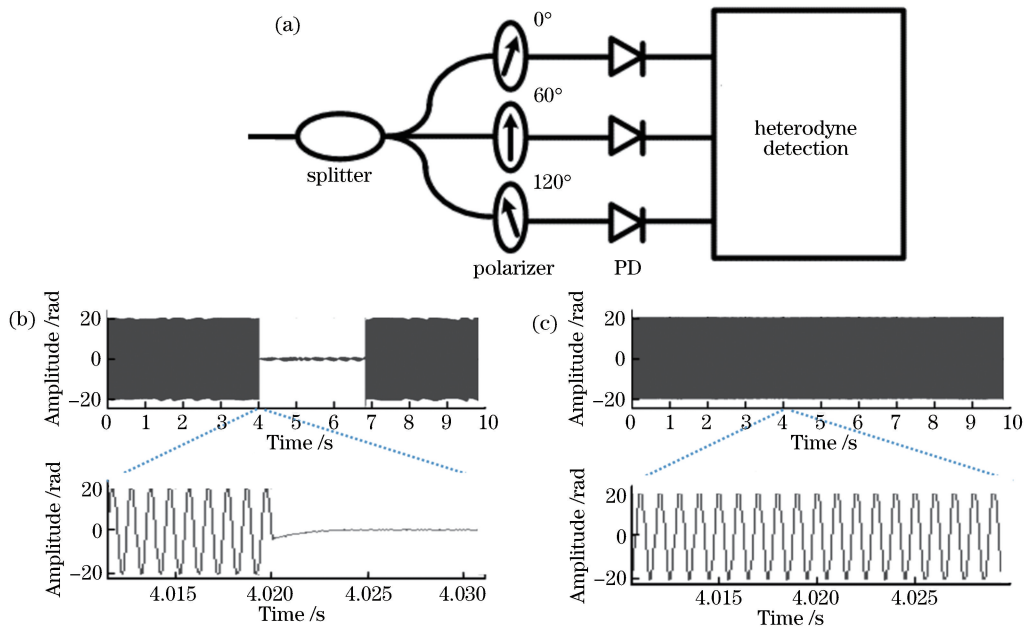 (a)
0°
60°
120°
splitter
polarizer
PD
heterodyne
detection
(b)
Amplitude /rad
20
0
−20
0 1 2 3 4 5 6 7 8 9 10
Time /s
Amplitude /rad
20
0
−20
4.015 4.020 4.025 4.030
Time /s
(c)
Amplitude /rad
20
0
−20
0 1 2 3 4 5 6 7 8 9 10
Time /s
Amplitude /rad
20
0
−20
4.015 4.020 4.025
Time /s